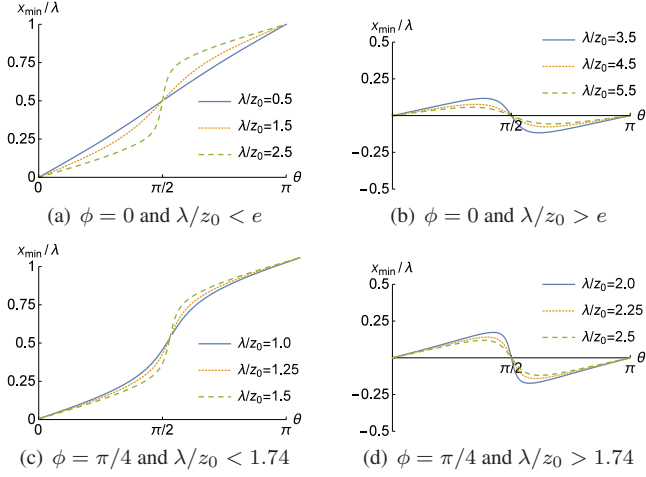 x_min/λ
1
0.75
0.5
0.25
0
0
π/2
π
θ
λ/z0=0.5
λ/z0=1.5
λ/z0=2.5
(a) ϕ = 0 and λ/z0 < e
x_min/λ
0.5
0.25
−0.25
−0.5
π/2
π
θ
λ/z0=3.5
λ/z0=4.5
λ/z0=5.5
(b) ϕ = 0 and λ/z0 > e
x_min/λ
1
0.75
0.5
0.25
0
0
π/2
π
θ
λ/z0=1.0
λ/z0=1.25
λ/z0=1.5
(c) ϕ = π/4 and λ/z0 < 1.74
x_min/λ
0.5
0.25
−0.25
−0.5
π/2
π
θ
λ/z0=2.0
λ/z0=2.25
λ/z0=2.5
(d) ϕ = π/4 and λ/z0 > 1.74